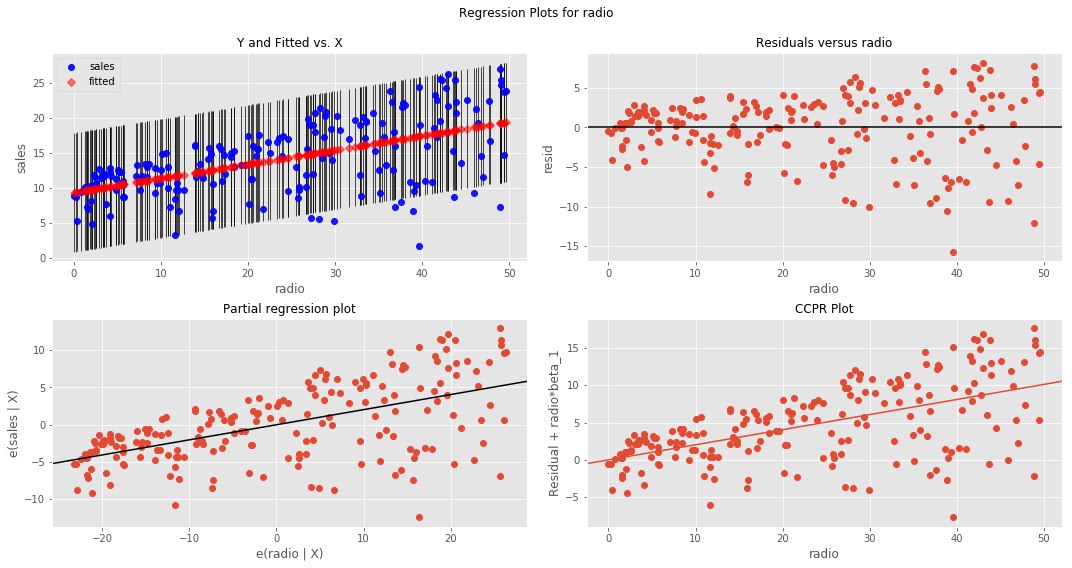 Regression Plots for radio
Y and Fitted vs. X
sales
fitted
25
20
15
10
5
0
sales
0 10 20 30 40 50
radio
Residuals versus radio
5
0
−5
−10
−15
resid
0 10 20 30 40 50
radio
Partial regression plot
10
5
0
−5
−10
e(sales | X)
−20 −10 0 10 20
e(radio | X)
CCPR Plot
15
10
5
0
−5
Residual + radio*beta_1
0 10 20 30 40 50
radio